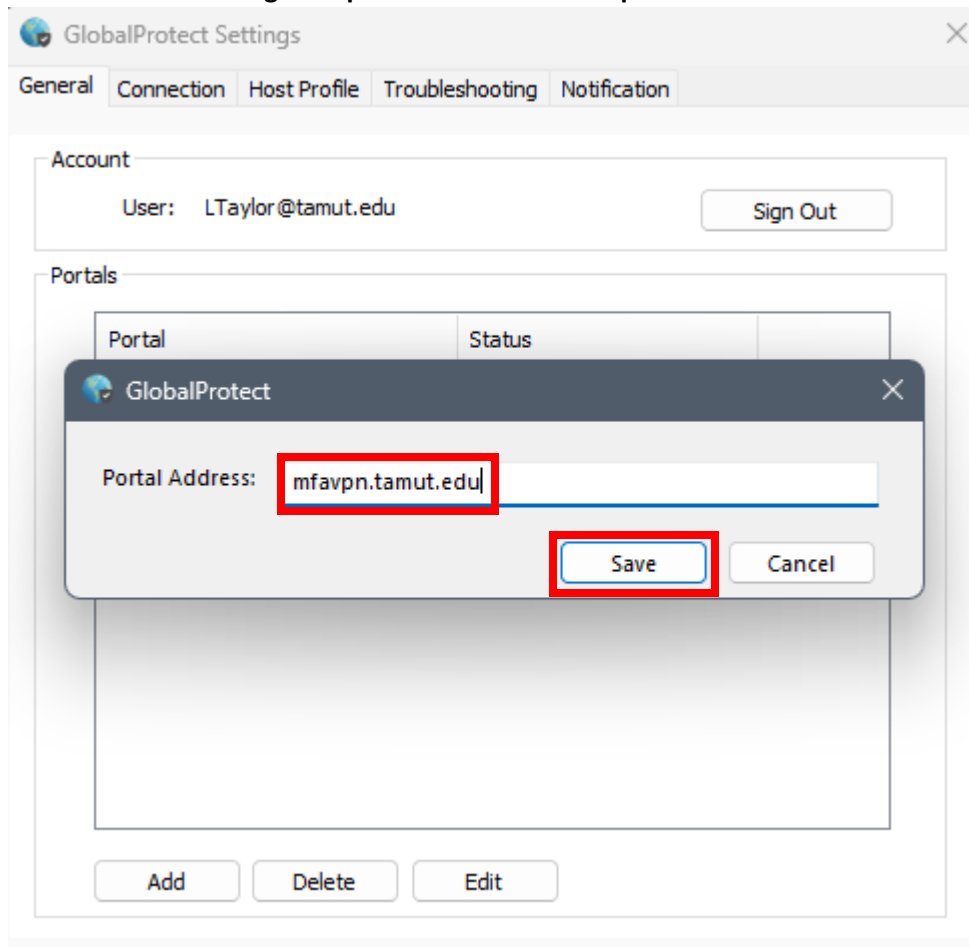 GlobalProtect Settings
General Connection Host Profile Troubleshooting Notification
Account
User: LTaylor@tamut.edu Sign Out
Portals
Portal Status
GlobalProtect
Portal Address: mfavpn.tamut.edu
Save Cancel
Add Delete Edit